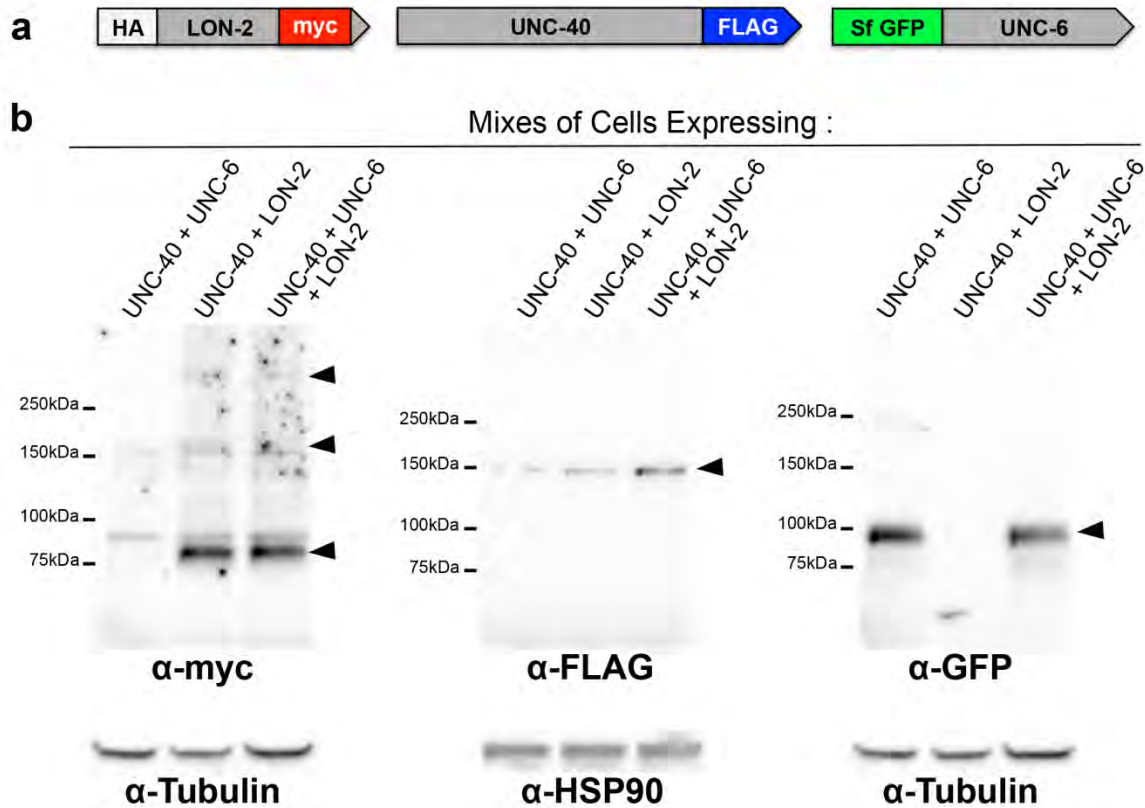 a
HA LON-2 myc UNC-40 FLAG Sf GFP UNC-6
b
Mixes of Cells Expressing :
UNC-40 + UNC-6
UNC-40 + LON-2
UNC-40 + UNC-6
+ LON-2
UNC-40 + UNC-6
UNC-40 + LON-2
UNC-40 + UNC-6
+ LON-2
UNC-40 + UNC-6
UNC-40 + LON-2
UNC-40 + UNC-6
+ LON-2
250kDa
150kDa
100kDa
75kDa
250kDa
150kDa
100kDa
75kDa
250kDa
150kDa
100kDa
75kDa
α-myc
α-FLAG
α-GFP
α-Tubulin
α-HSP90
α-Tubulin